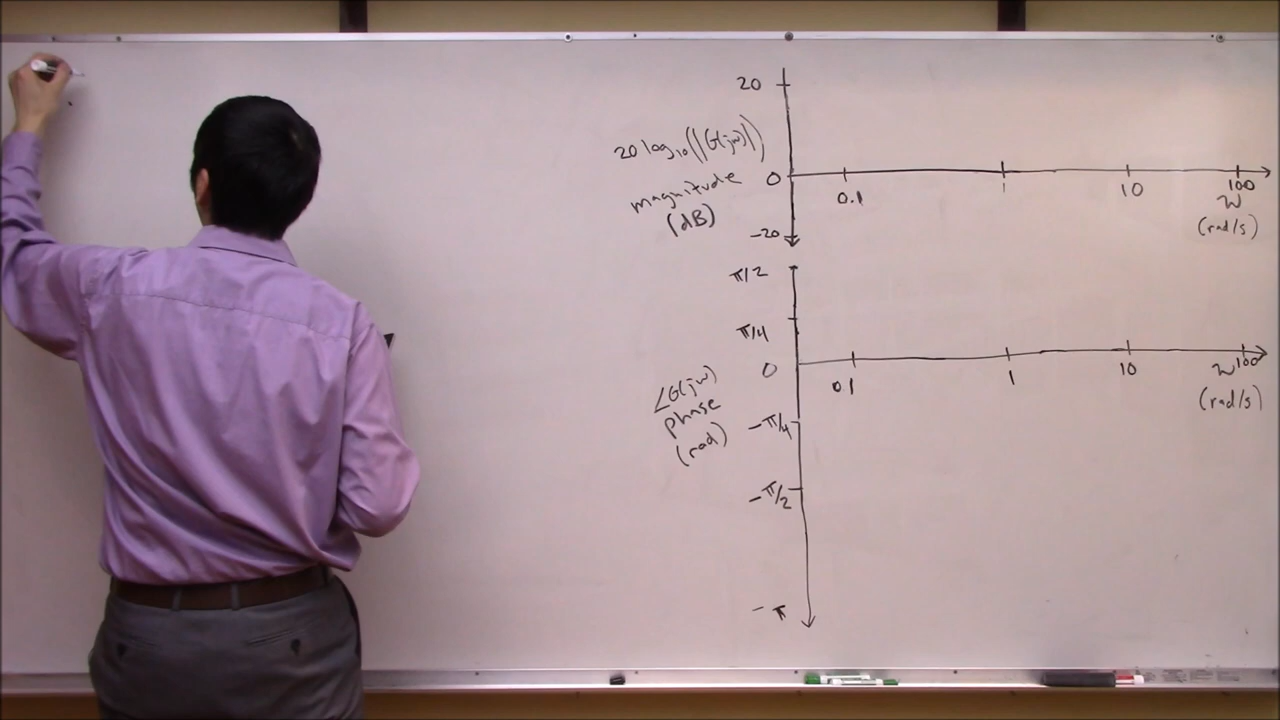 20
20 log10(|G(jω)|)
magnitude
(dB)
0
0.1
1
10
100
ω
(rad/s)
-20
π/2
π/4
0
0.1
1
10
ω 100
(rad/s)
∠G(jω)
phase
(rad)
-π/4
-π/2
-π